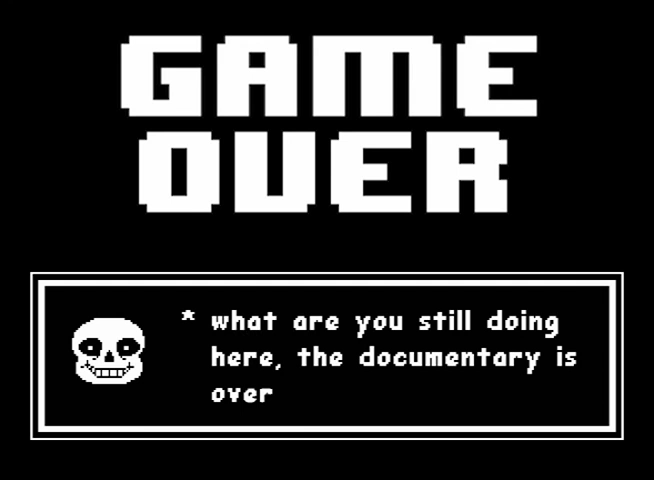 GAME
OVER
* what are you still doing
here, the documentary is
over